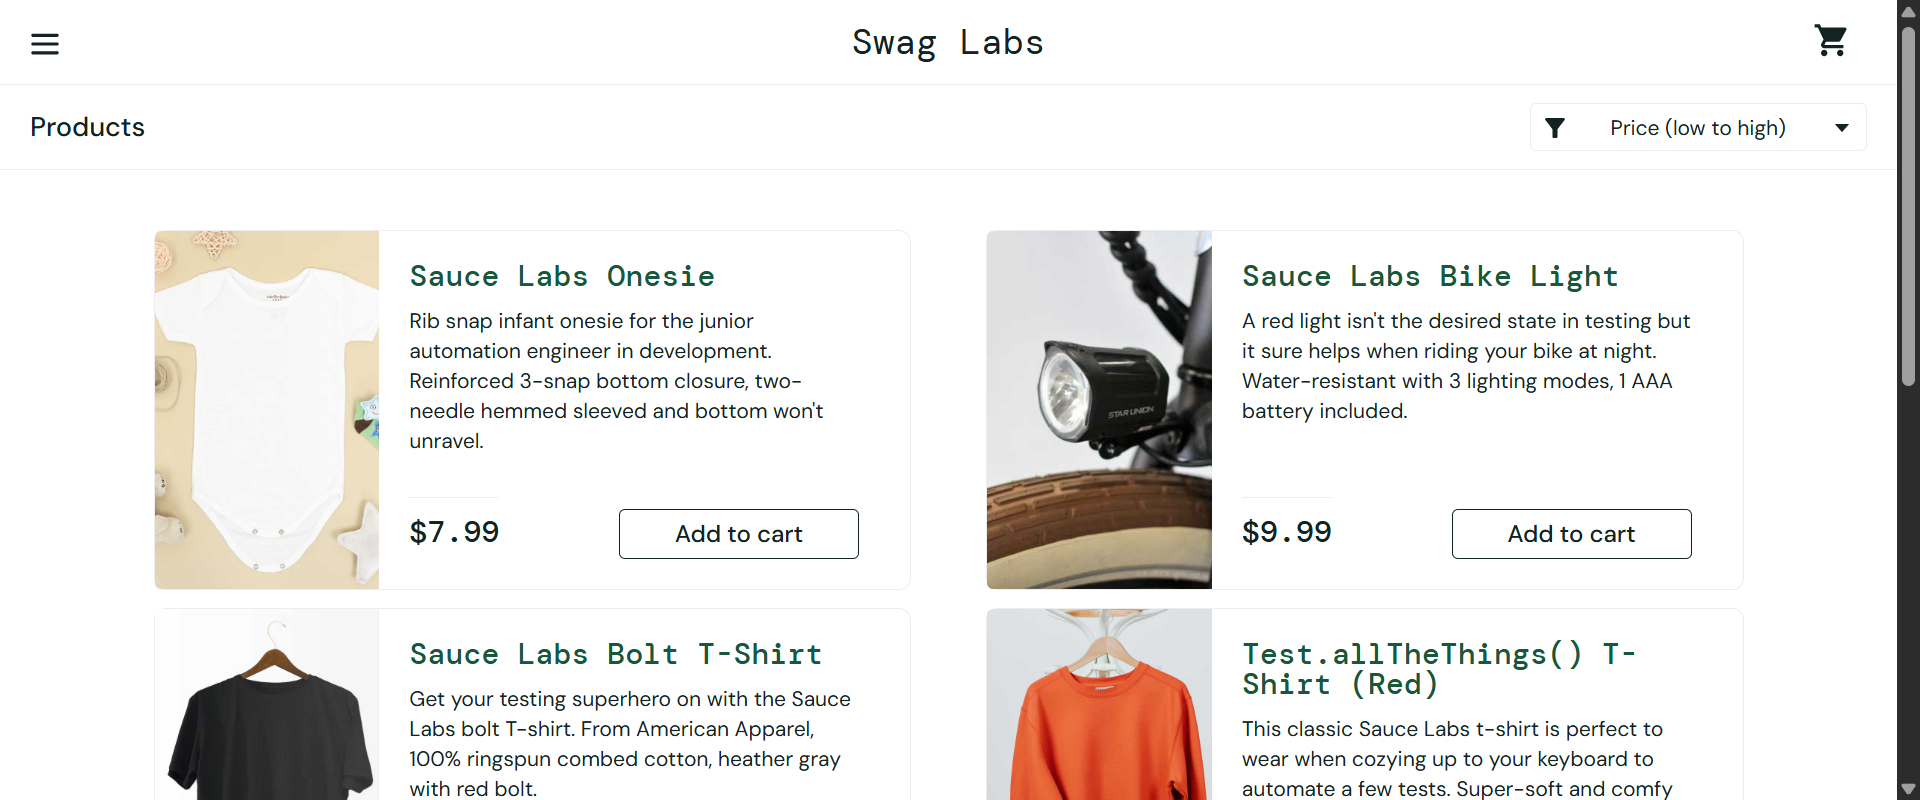 Swag Labs
Products
Price (low to high)
Sauce Labs Onesie
Rib snap infant onesie for the junior
automation engineer in development.
Reinforced 3-snap bottom closure, two-
needle hemmed sleeved and bottom won't
unravel.
$7.99
Add to cart
Sauce Labs Bike Light
A red light isn't the desired state in testing but
it sure helps when riding your bike at night.
Water-resistant with 3 lighting modes, 1 AAA
battery included.
STAR UNION
$9.99
Add to cart
Sauce Labs Bolt T-Shirt
Get your testing superhero on with the Sauce
Labs bolt T-shirt. From American Apparel,
100% ringspun combed cotton, heather gray
with red bolt.
Test.allTheThings() T-
Shirt (Red)
This classic Sauce Labs t-shirt is perfect to
wear when cozying up to your keyboard to
automate a few tests. Super-soft and comfy